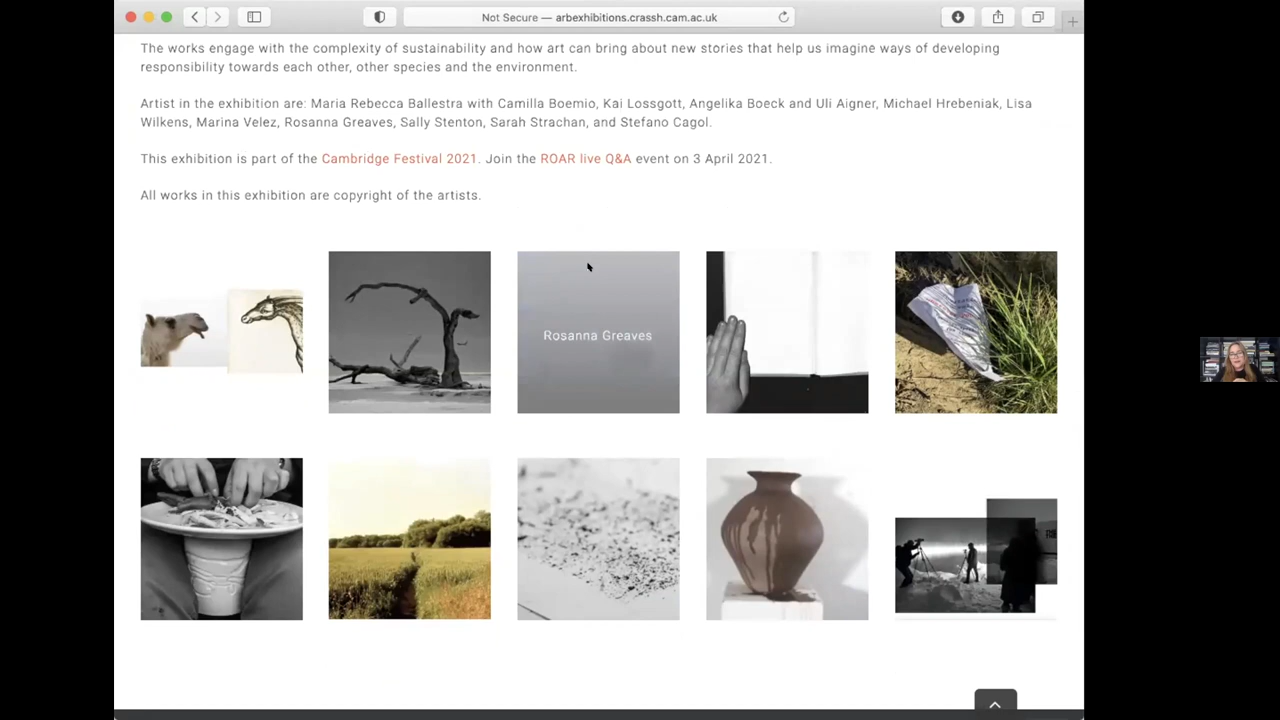 Not Secure — arbexhibitions.crassh.cam.ac.uk
The works engage with the complexity of sustainability and how art can bring about new stories that help us imagine ways of developing
responsibility towards each other, other species and the environment.
Artist in the exhibition are: Maria Rebecca Ballestra with Camilla Boemio, Kai Lossgott, Angelika Boeck and Uli Aigner, Michael Hrebeniak, Lisa
Wilkens, Marina Velez, Rosanna Greaves, Sally Stenton, Sarah Strachan, and Stefano Cagol.
This exhibition is part of the Cambridge Festival 2021. Join the ROAR live Q&A event on 3 April 2021.
All works in this exhibition are copyright of the artists.
Rosanna Greaves